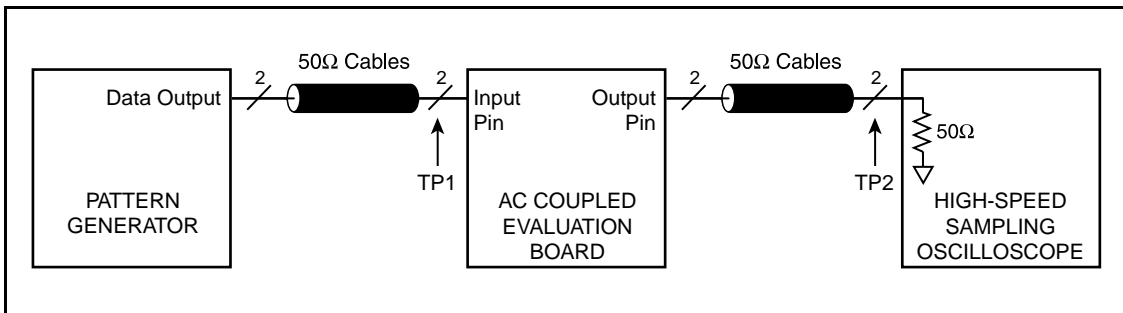 50Ω Cables
50Ω Cables
2
2
2
2
Data Output
Input
Pin
Output
Pin
50Ω
TP1
TP2
PATTERN
GENERATOR
AC COUPLED
EVALUATION
BOARD
HIGH-SPEED
SAMPLING
OSCILLOSCOPE